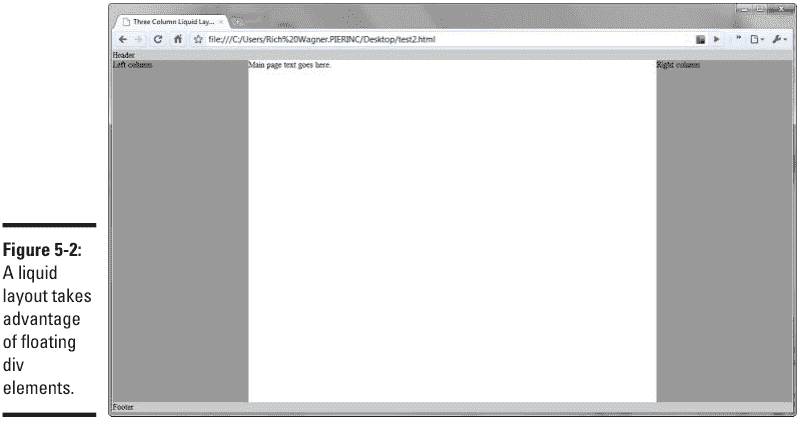 Three Column Liquid Lay...
file:///C:/Users/Rich%20Wagner.PIERINC/Desktop/test2.html
Header
Left column
Main page text goes here.
Right column
Footer
Figure 5-2:
A liquid
layout takes
advantage
of floating
div
elements.